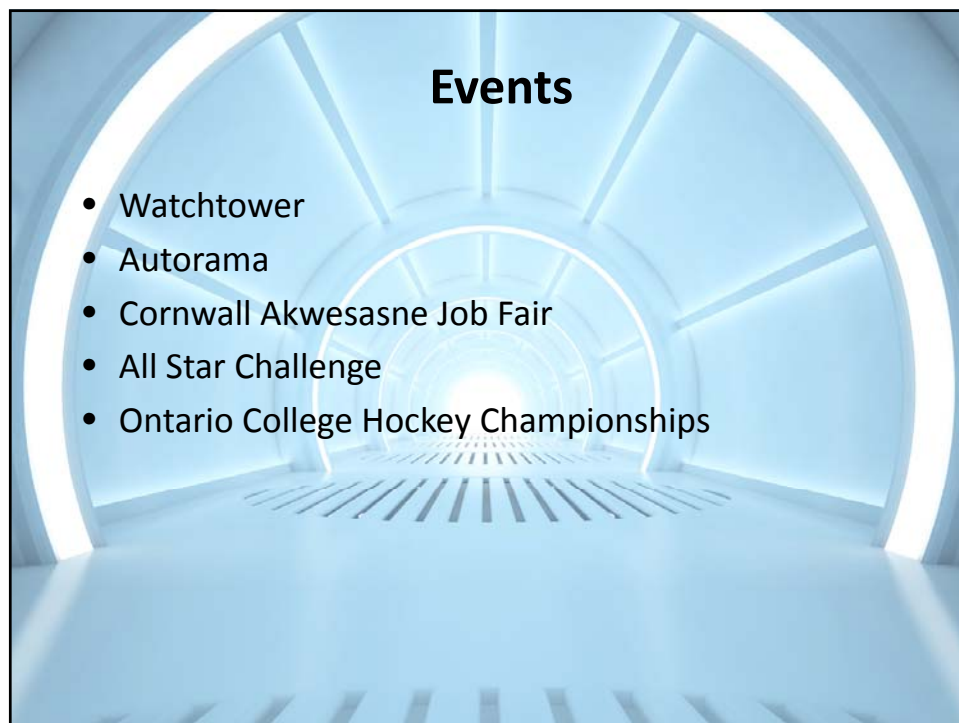 Events
• Watchtower
• Autorama
• Cornwall Akwesasne Job Fair
• All Star Challenge
• Ontario College Hockey Championships